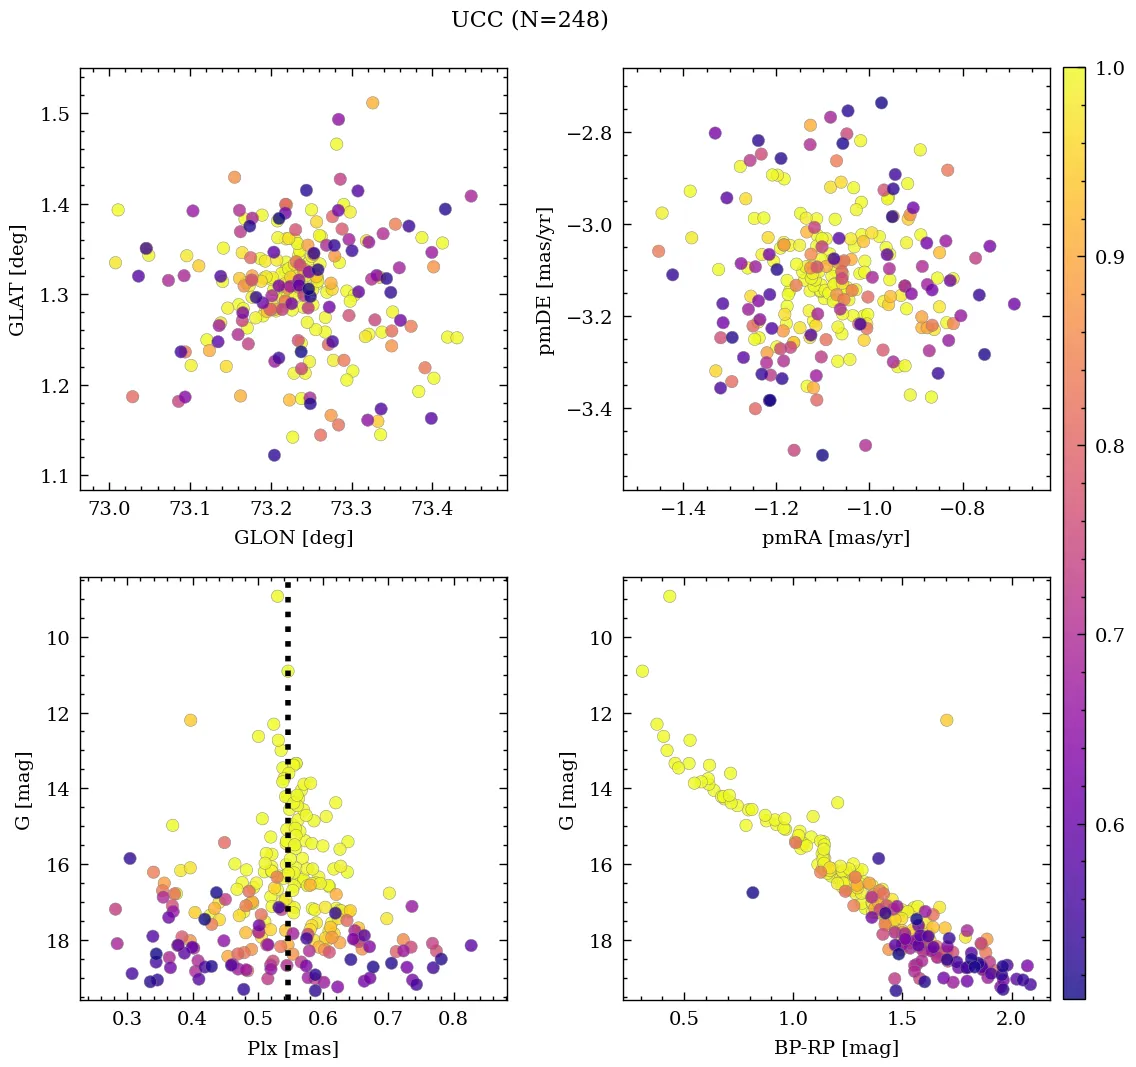 UCC (N=248)
1.5
1.4
1.3
1.2
1.1
GLAT [deg]
73.0 73.1 73.2 73.3 73.4
GLON [deg]
−2.8
−3.0
−3.2
−3.4
pmDE [mas/yr]
−1.4 −1.2 −1.0 −0.8
pmRA [mas/yr]
1.0
0.9
0.8
0.7
0.6
10
12
14
16
18
G [mag]
0.3 0.4 0.5 0.6 0.7 0.8
Plx [mas]
10
12
14
16
18
G [mag]
0.5 1.0 1.5 2.0
BP-RP [mag]